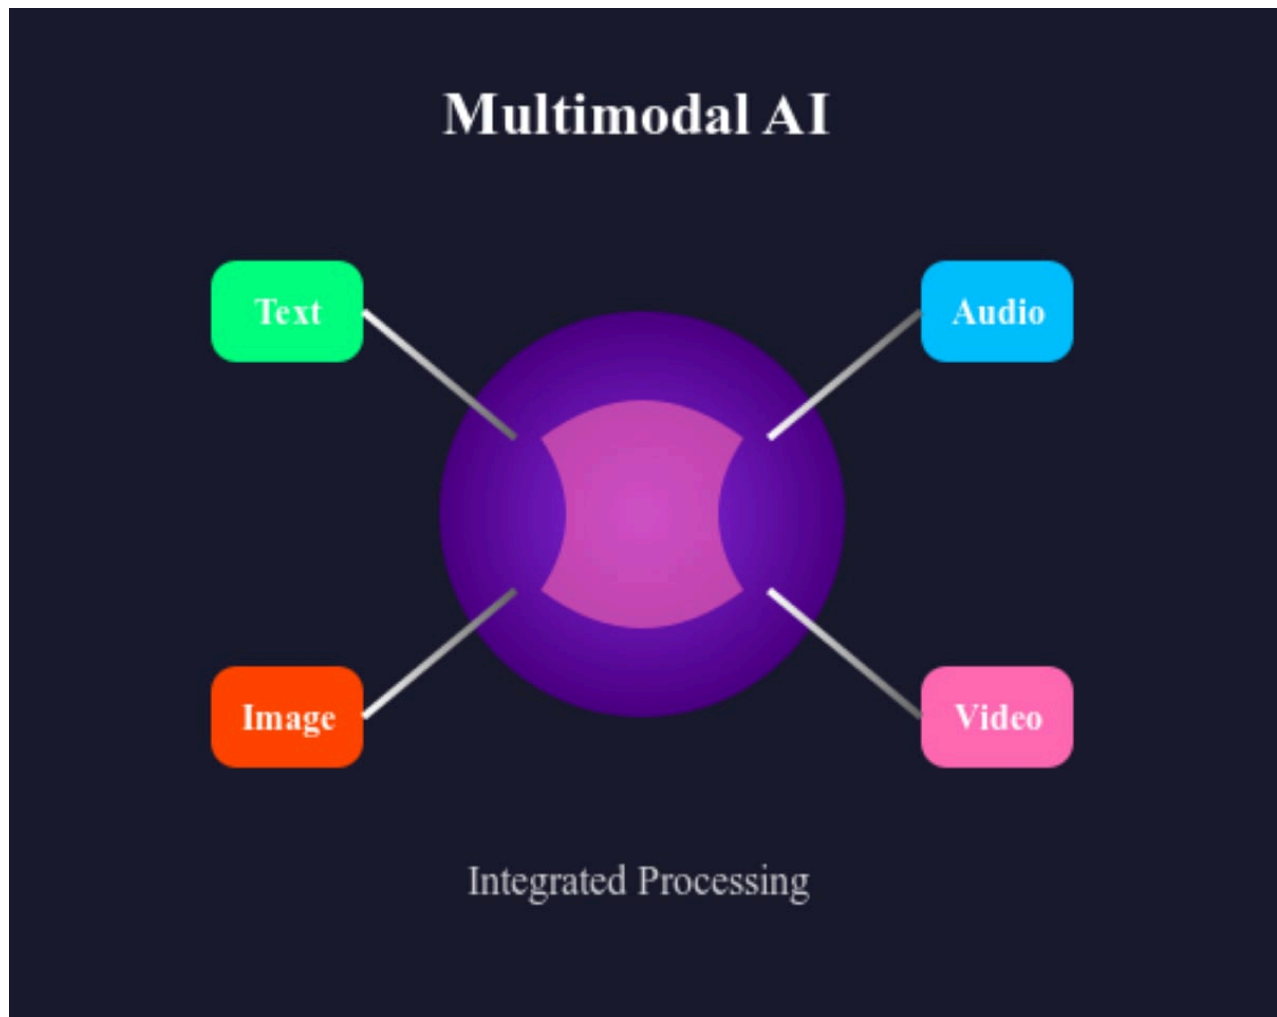 Multimodal AI
Text
Audio
Image
Video
Integrated Processing